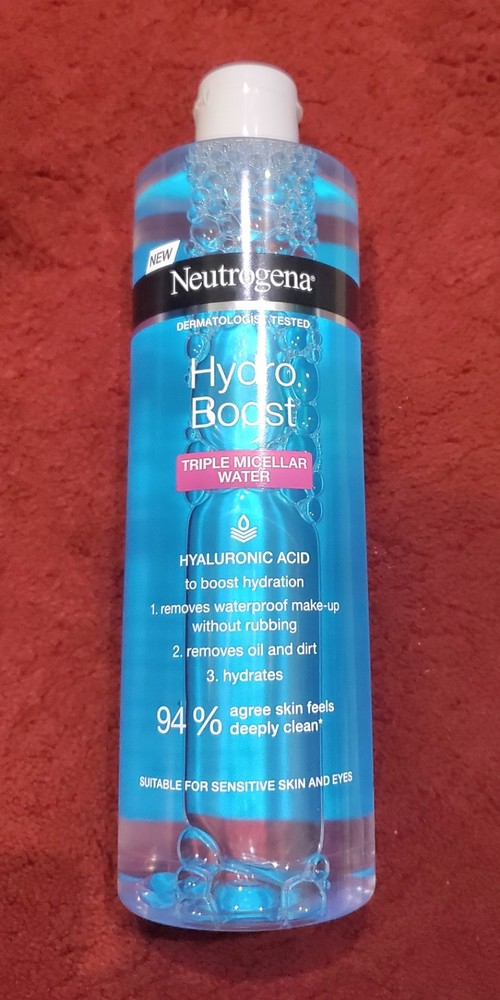 NEW
Neutrogena®
DERMATOLOGIST TESTED
Hydro
Boost
TRIPLE MICELLAR
WATER
HYALURONIC ACID
to boost hydration
1. removes waterproof make-up
without rubbing
2. removes oil and dirt
3. hydrates
94 % agree skin feels
deeply clean*
SUITABLE FOR SENSITIVE SKIN AND EYES